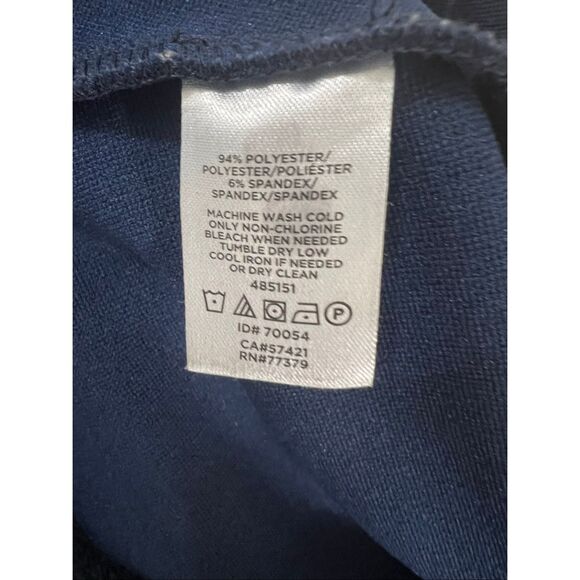 94% POLYESTER/
POLYESTER/POLIÉSTER
6% SPANDEX/
SPANDEX/SPANDEX
MACHINE WASH COLD
ONLY NON-CHLORINE
BLEACH WHEN NEEDED
TUMBLE DRY LOW
COOL IRON IF NEEDED
OR DRY CLEAN
485151
P
ID# 70054
CA#57421
RN#77379